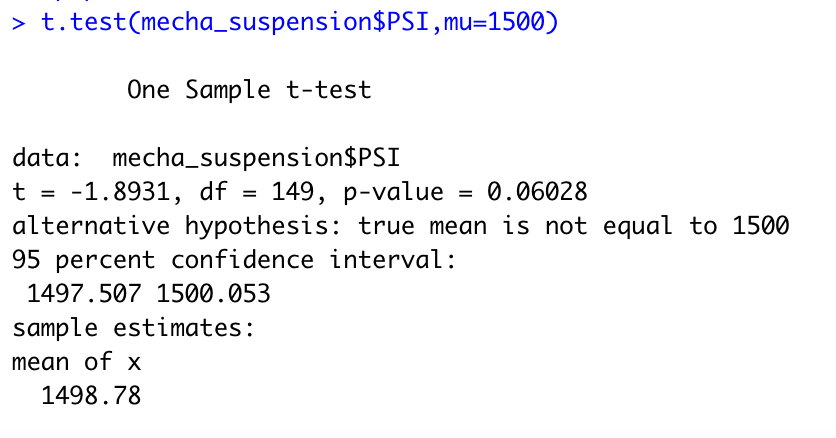 > t.test(mecha_suspension$PSI,mu=1500)
One Sample t-test
data:  mecha_suspension$PSI
t = -1.8931, df = 149, p-value = 0.06028
alternative hypothesis: true mean is not equal to 1500
95 percent confidence interval:
1497.507 1500.053
sample estimates:
mean of x
1498.78